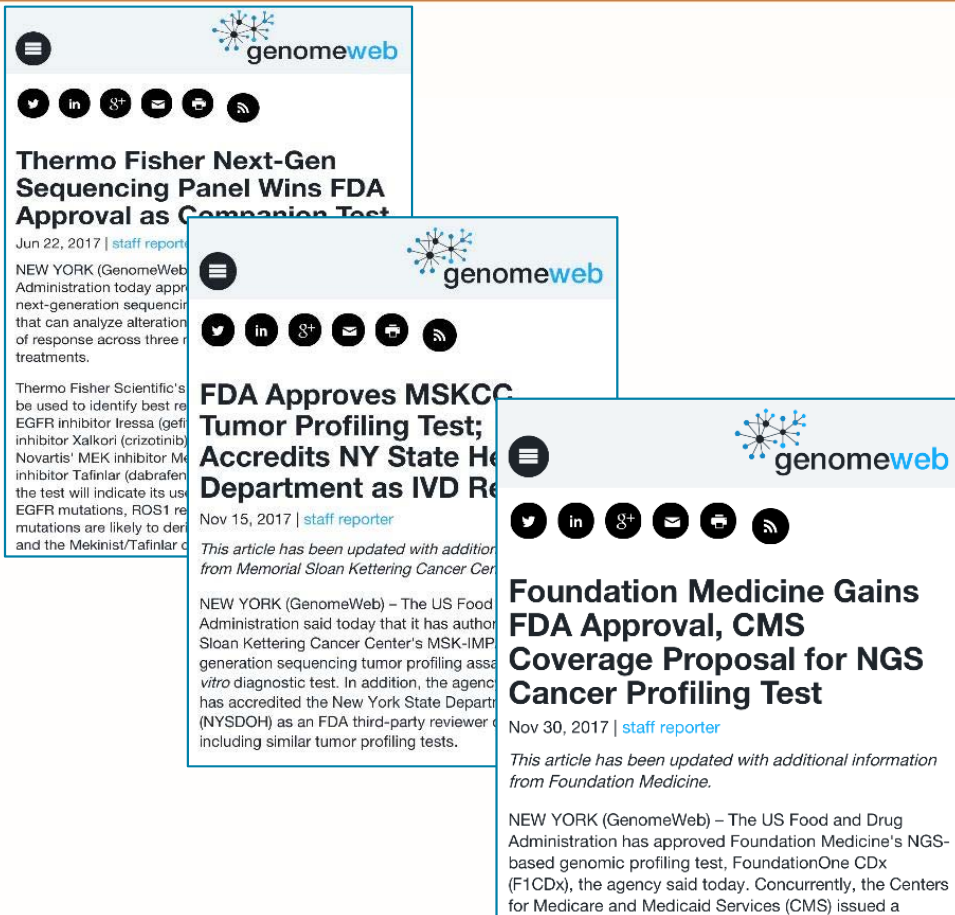 genomeweb
Thermo Fisher Next-Gen
Sequencing Panel Wins FDA
Approval as Companion Test
Jun 22, 2017 | staff reporte
NEW YORK (GenomeWeb
Administration today appr
next-generation sequencin
that can analyze alteration
of response across three
treatments.
Thermo Fisher Scientific's
be used to identify best re
EGFR inhibitor Iressa (gefi
inhibitor Xalkori (crizotinib)
Novartis' MEK inhibitor Me
inhibitor Tafinlar (dabrafen
the test will indicate its use
EGFR mutations, ROS1 re
mutations are likely to deri
and the Mekinist/Tafinlar c
genomeweb
FDA Approves MSKCC
Tumor Profiling Test;
Accredits NY State He
Department as IVD Re
Nov 15, 2017 | staff reporter
This article has been updated with addition
from Memorial Sloan Kettering Cancer Cen
NEW YORK (GenomeWeb) – The US Food
Administration said today that it has author
Sloan Kettering Cancer Center's MSK-IMP
generation sequencing tumor profiling assa
vitro diagnostic test. In addition, the agenc
has accredited the New York State Departm
(NYSDOH) as an FDA third-party reviewer
including similar tumor profiling tests.
genomeweb
Foundation Medicine Gains
FDA Approval, CMS
Coverage Proposal for NGS
Cancer Profiling Test
Nov 30, 2017 | staff reporter
This article has been updated with additional information
from Foundation Medicine.
NEW YORK (GenomeWeb) – The US Food and Drug
Administration has approved Foundation Medicine's NGS-
based genomic profiling test, FoundationOne CDx
(F1CDx), the agency said today. Concurrently, the Centers
for Medicare and Medicaid Services (CMS) issued a